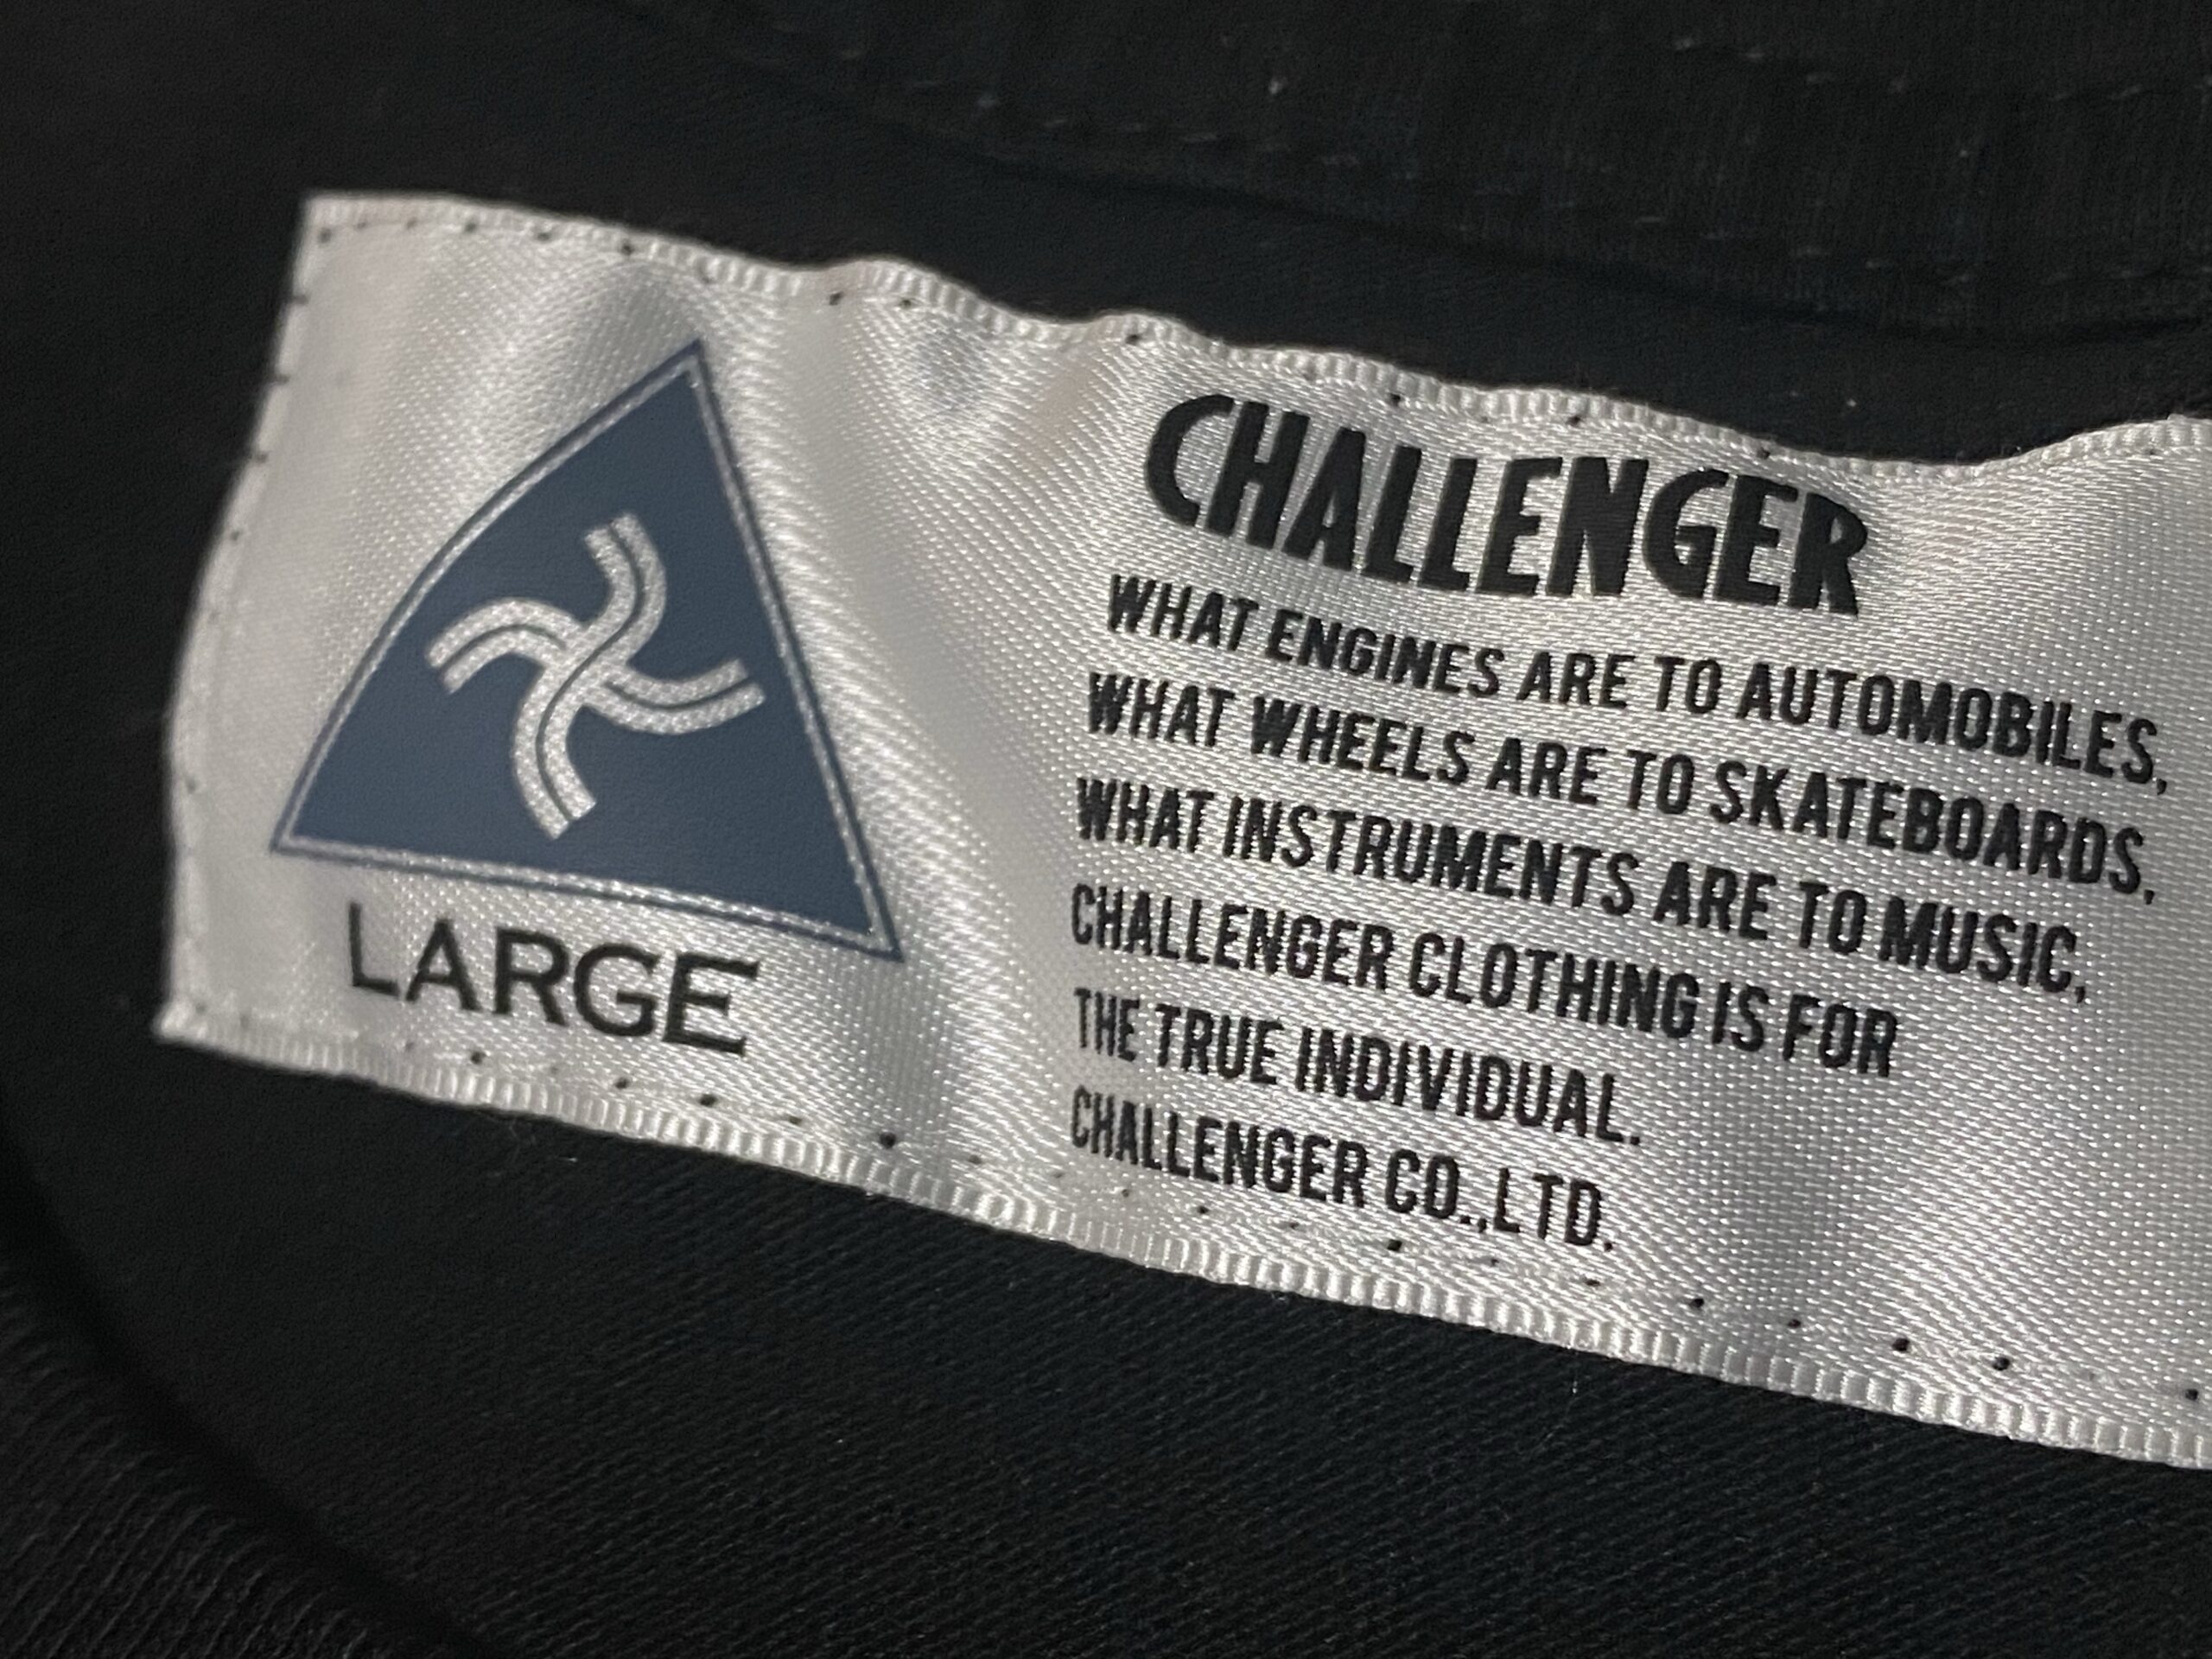 LARGE
CHALLENGER
WHAT ENGINES ARE TO AUTOMOBILES,
WHAT WHEELS ARE TO SKATEBOARDS,
WHAT INSTRUMENTS ARE TO MUSIC,
CHALLENGER CLOTHING IS FOR
THE TRUE INDIVIDUAL.
CHALLENGER CO.,LTD.